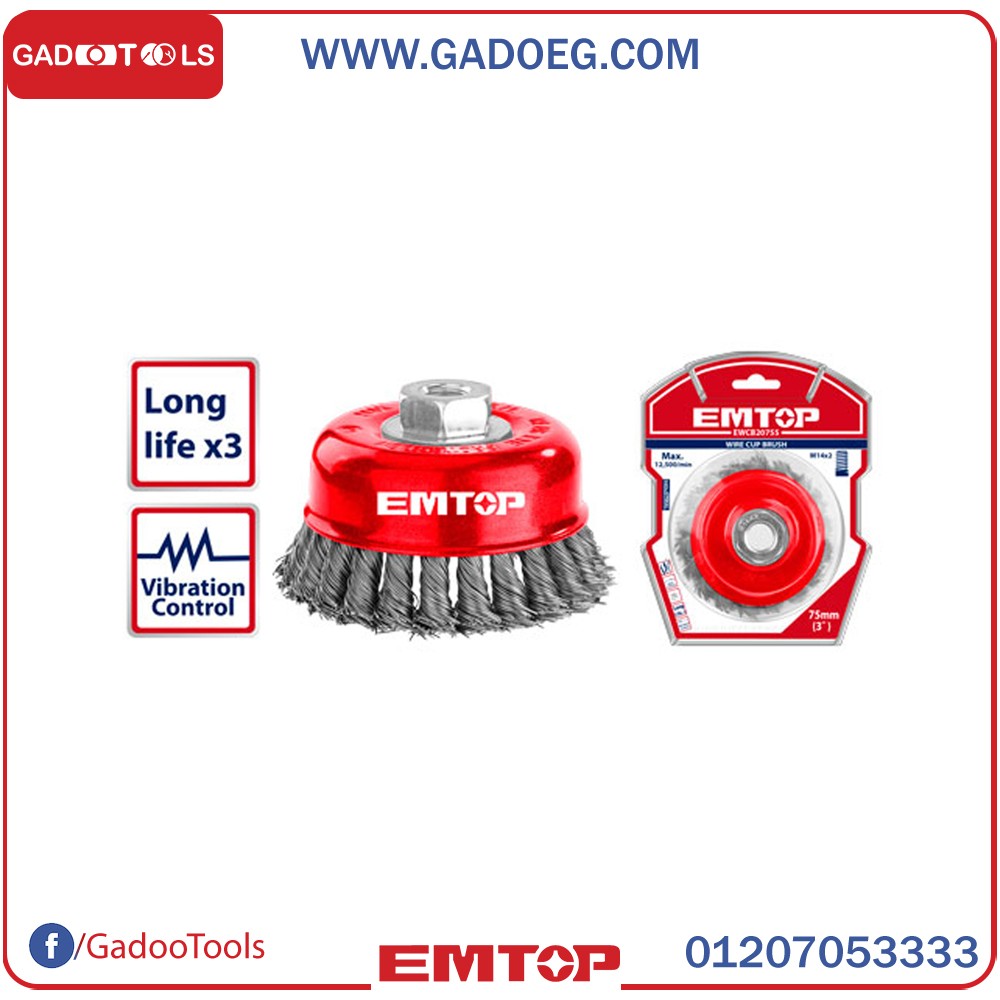 GADOTOOLS
WWW.GADOEG.COM
Long
life x3
Vibration
Control
EMTOP
EMTOP
EWCB20755
WIRE CUP BRUSH
Max.
12,500/min
M14x2
75mm
(3")
f/GadooTools
EMTOP
01207053333